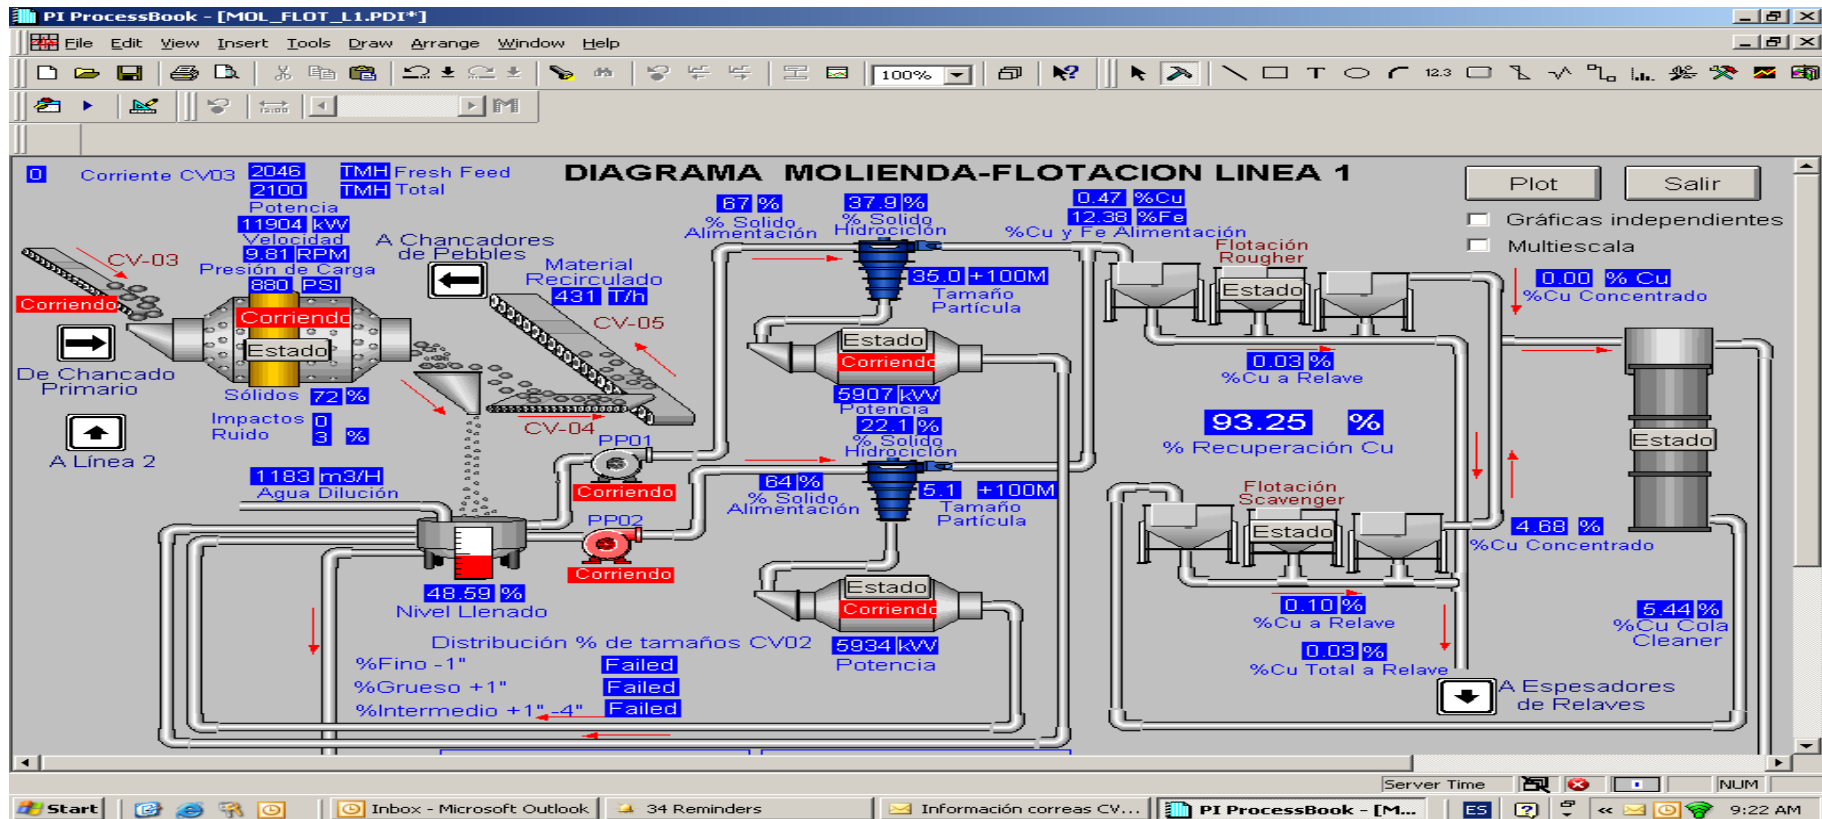 PI ProcessBook - [MOL_FLOT_L1.PDI*]
File Edit View Insert Tools Draw Arrange Window Help
100%
12.3
DIAGRAMA MOLIENDA-FLOTACION LINEA 1
0 Corriente CV03
2046 TMH Fresh Feed
2100 TMH Total
Potencia
11904 kW
Velocidad
9.81 RPM
Presión de Carga
880 PSI
CV-03
Corriendo
Corriendo
Estado
De Chancado
Primario
Sólidos 72 %
Impactos 0
Ruido 3 %
A Línea 2
A Chancadores
de Pebbles
Material
Recirculado
431 T/h
CV-05
CV-04
1183 m3/H
Agua Dilución
PP01
Corriendo
PP02
Corriendo
48.59 %
Nivel Llenado
Distribución % de tamaños CV02
%Fino -1" Failed
%Grueso +1" Failed
%Intermedio +1" -4" Failed
67 %
% Solido
Alimentación
37.9 %
% Solido
Hidrociclón
35.0 +100M
Tamaño
Partícula
Estado
Corriendo
5907 kW
Potencia
22.1 %
% Solido
Hidrociclón
64 %
% Solido
Alimentación
5.1 +100M
Tamaño
Partícula
Estado
Corriendo
5934 kW
Potencia
0.47 %Cu
12.38 %Fe
%Cu y Fe Alimentación
Flotación
Rougher
Estado
0.03 %
%Cu a Relave
93.25 %
% Recuperación Cu
Flotación
Scavenger
Estado
0.10 %
%Cu a Relave
0.03 %
%Cu Total a Relave
Plot Salir
Gráficas independientes
Multiescala
0.00 % Cu
%Cu Concentrado
Estado
4.68 %
%Cu Concentrado
5.44 %
%Cu Cola
Cleaner
A Espesadores
de Relaves
Server Time NUM
Start Inbox - Microsoft Outlook 34 Reminders Información correas CV... PI ProcessBook - [M... ES 9:22 AM